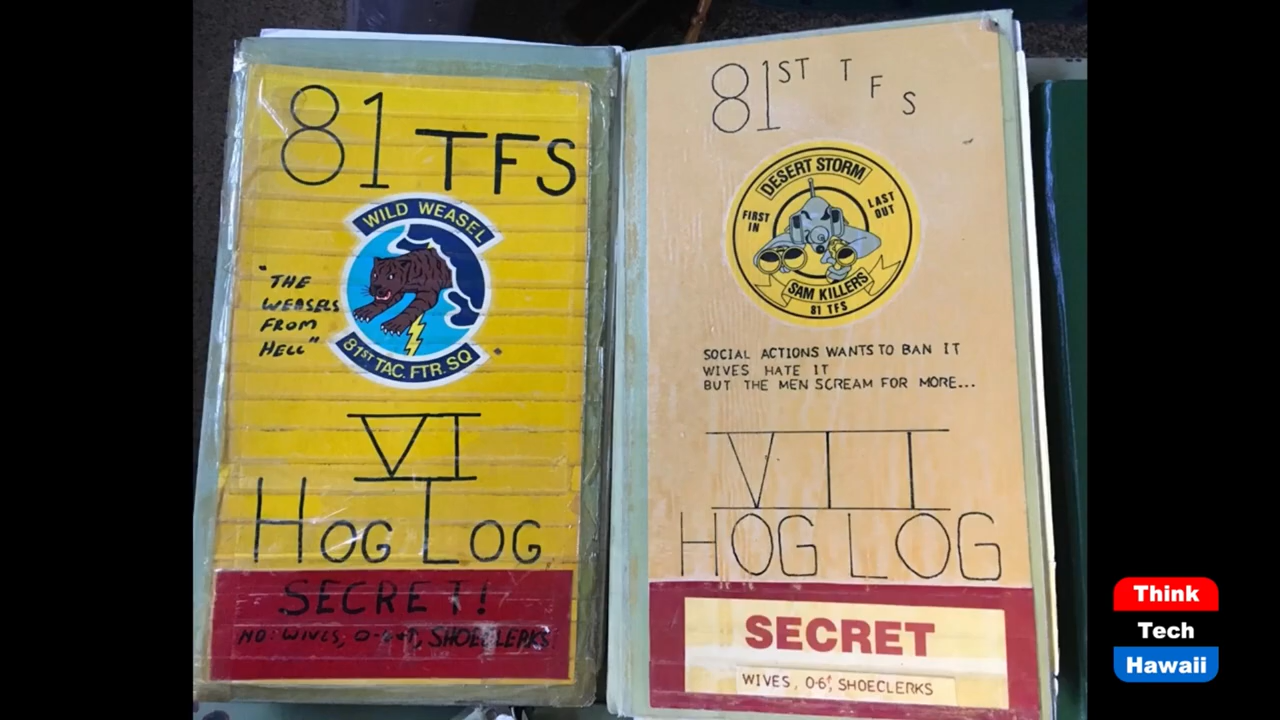 81 TFS
WILD WEASEL
"THE
WEASELS
FROM
HELL"
81ST TAC. FTR. SQ
VI
HOG LOG
SECRET!
NO: WIVES, SHOECLERKS
81ST T F S
DESERT STORM
FIRST
IN
LAST
OUT
SAM KILLERS
81 TFS
SOCIAL ACTIONS WANTS TO BAN IT
WIVES HATE IT
BUT THE MEN SCREAM FOR MORE...
VII
HOG LOG
SECRET
WIVES, 0-6↑, SHOECLERKS
Think
Tech
Hawaii